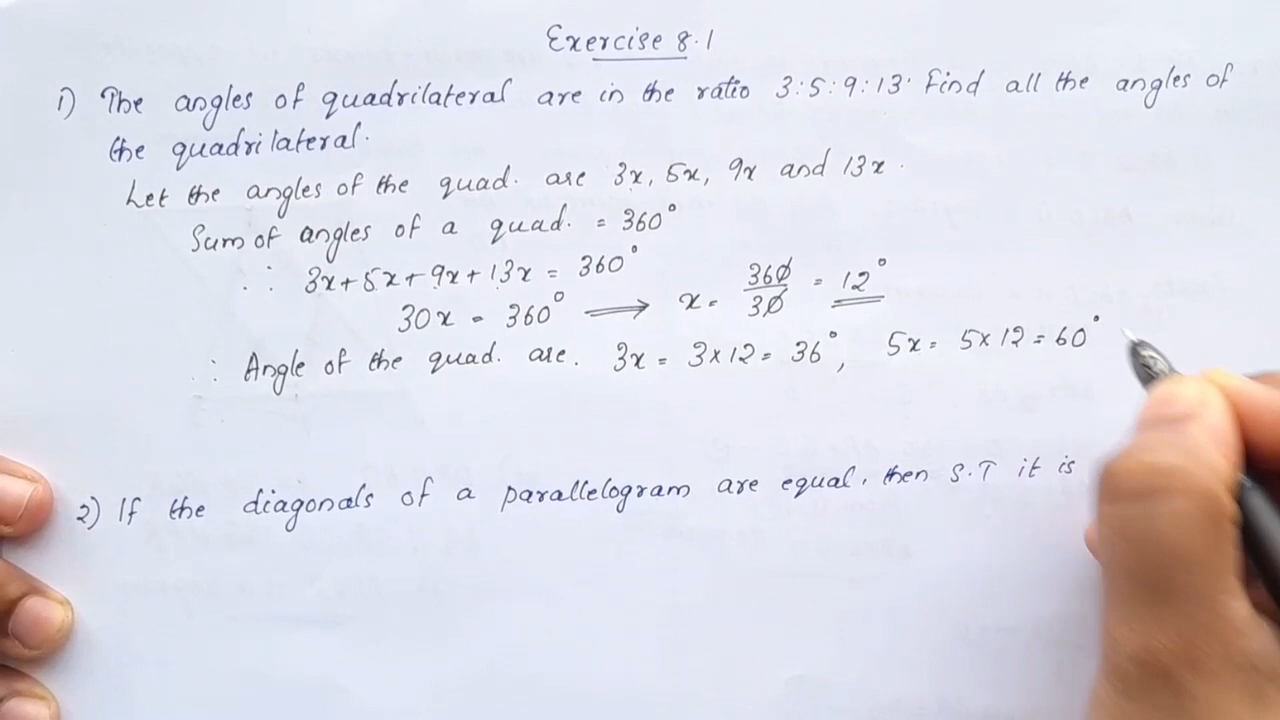 Exercise 8.1
1) The angles of quadrilateral are in the ratio 3:5:9:13. Find all the angles of
the quadrilateral.
Let the angles of the quad. are 3x, 5x, 9x and 13x.
Sum of angles of a quad. = 360°
∴ 3x+5x+9x+13x = 360°
30x = 360° ⟹ x = 360/30 = 12°
∴ Angle of the quad. are. 3x = 3×12 = 36°, 5x = 5×12 = 60°
2) If the diagonals of a parallelogram are equal, then S.T it is